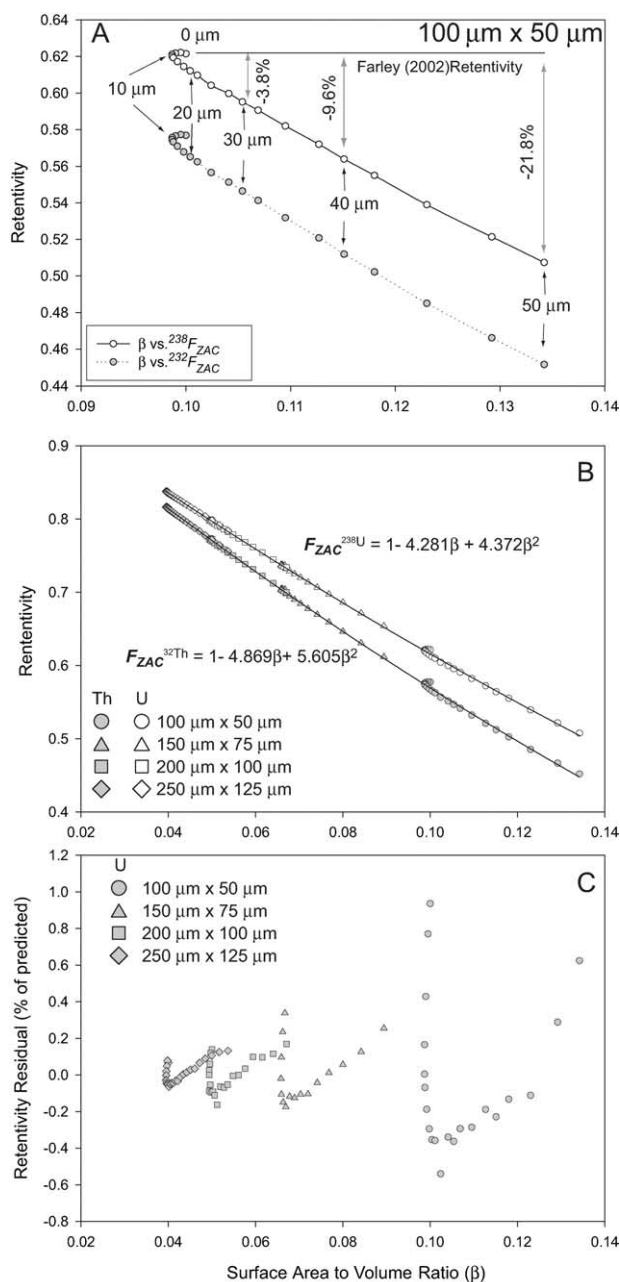 A
100 µm x 50 µm
0 µm
Farley (2002)Retentivity
-3.8%
-9.6%
-21.8%
10 µm
20 µm
30 µm
40 µm
50 µm
β vs.²³⁸F_ZAC
β vs.²³²F_ZAC
Retentivity
0.64
0.62
0.60
0.58
0.56
0.54
0.52
0.50
0.48
0.46
0.44
0.09 0.10 0.11 0.12 0.13 0.14
B
F_ZAC²³⁸U = 1- 4.281β + 4.372β²
F_ZAC³²Th = 1- 4.869β+ 5.605β²
Th U
100 µm x 50 µm
150 µm x 75 µm
200 µm x 100 µm
250 µm x 125 µm
Rententivity
0.9
0.8
0.7
0.6
0.5
0.4
0.02 0.04 0.06 0.08 0.10 0.12 0.14
C
U
100 µm x 50 µm
150 µm x 75 µm
200 µm x 100 µm
250 µm x 125 µm
Retentivity Residual (% of predicted)
1.2
1.0
0.8
0.6
0.4
0.2
0.0
-0.2
-0.4
-0.6
-0.8
0.02 0.04 0.06 0.08 0.10 0.12 0.14
Surface Area to Volume Ratio (β)